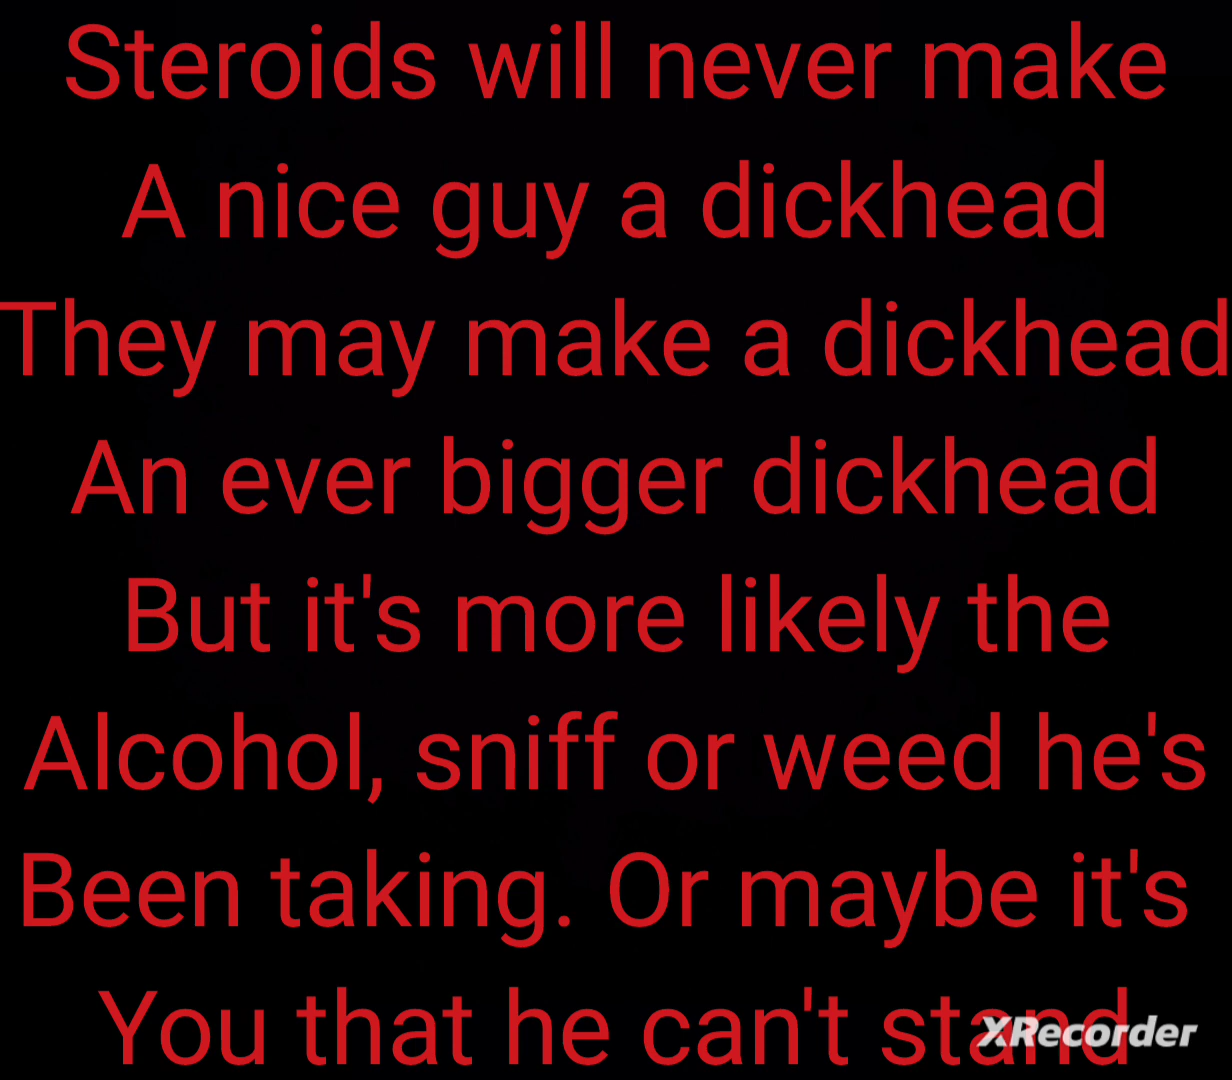 Steroids will never make
A nice guy a dickhead
They may make a dickhead
An ever bigger dickhead
But it's more likely the
Alcohol, sniff or weed he's
Been taking. Or maybe it's
You that he can't stand
XRecorder